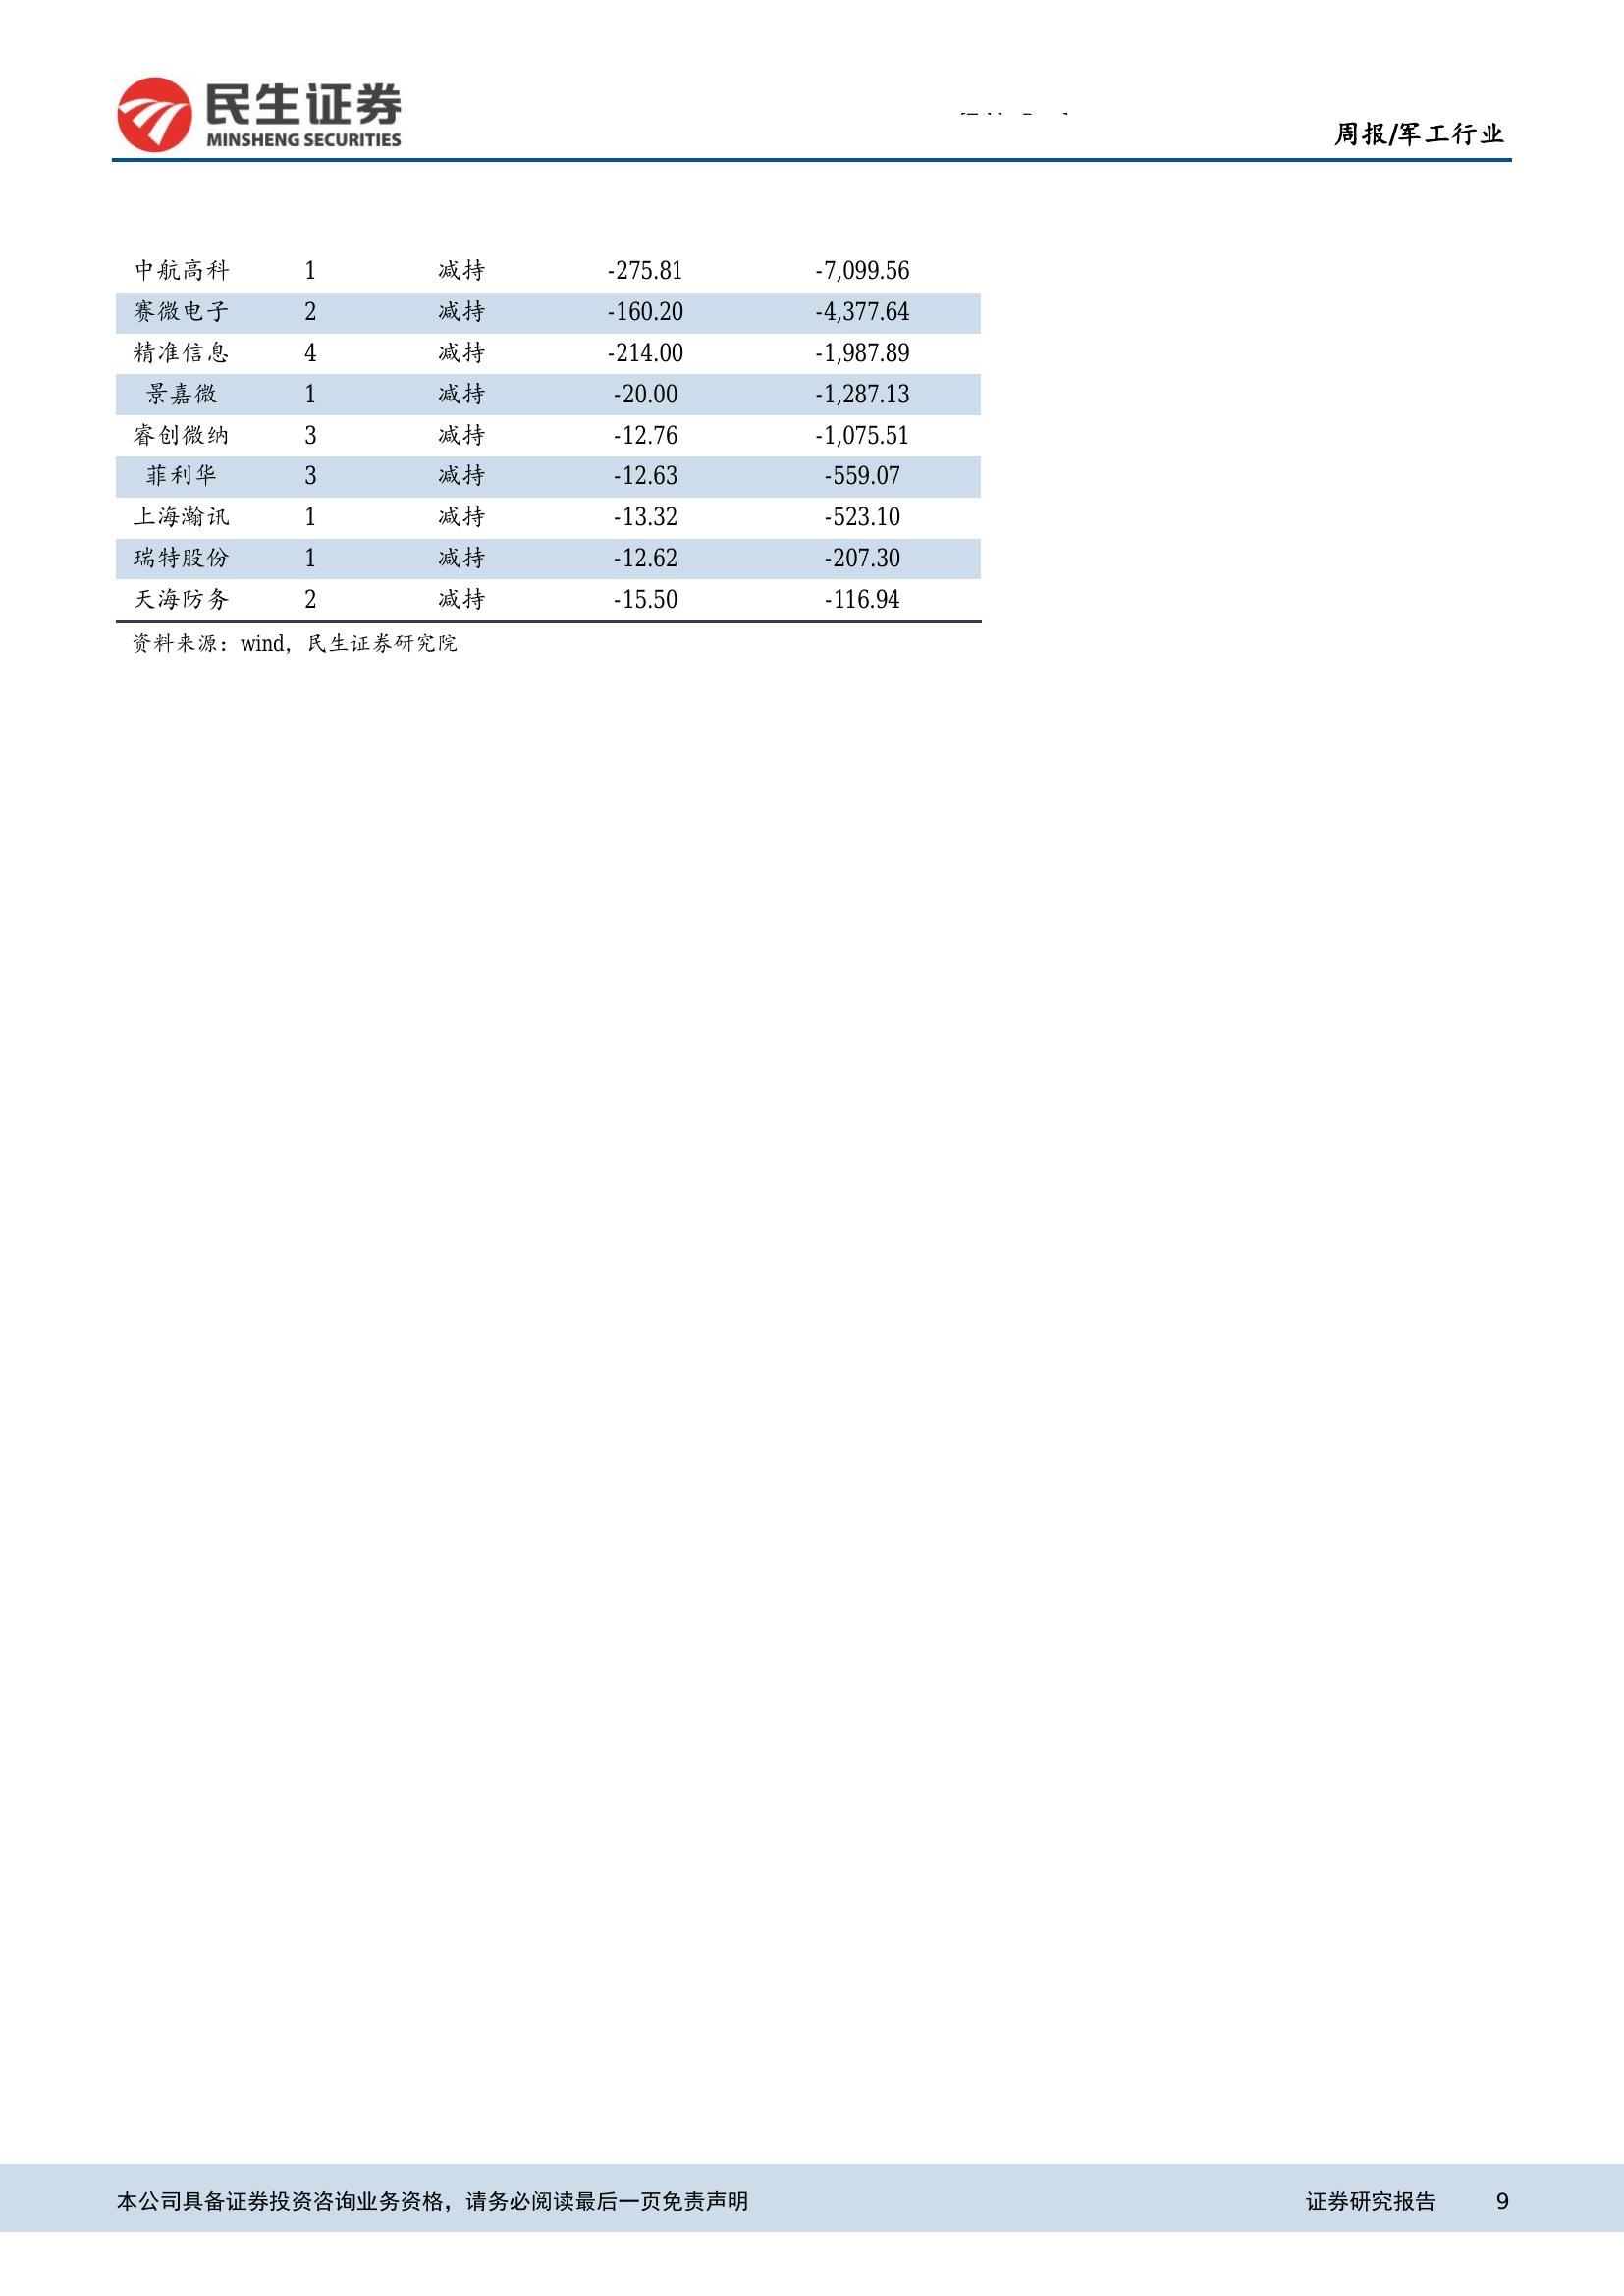 民生证券
MINSHENG SECURITIES
周报/军工行业
中航高科 1 减持 -275.81 -7,099.56
赛微电子 2 减持 -160.20 -4,377.64
精准信息 4 减持 -214.00 -1,987.89
景嘉微 1 减持 -20.00 -1,287.13
睿创微纳 3 减持 -12.76 -1,075.51
菲利华 3 减持 -12.63 -559.07
上海瀚讯 1 减持 -13.32 -523.10
瑞特股份 1 减持 -12.62 -207.30
天海防务 2 减持 -15.50 -116.94
资料来源：wind，民生证券研究院
本公司具备证券投资咨询业务资格，请务必阅读最后一页免责声明 证券研究报告 9